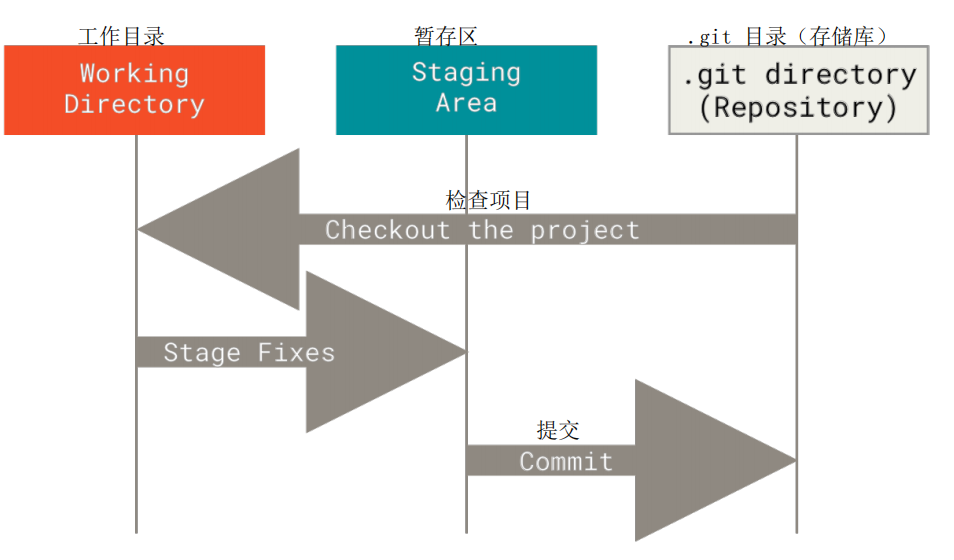 工作目录
暂存区
.git 目录（存储库）
Working
Directory
Staging
Area
.git directory
(Repository)
检查项目
Checkout the project
Stage Fixes
提交
Commit